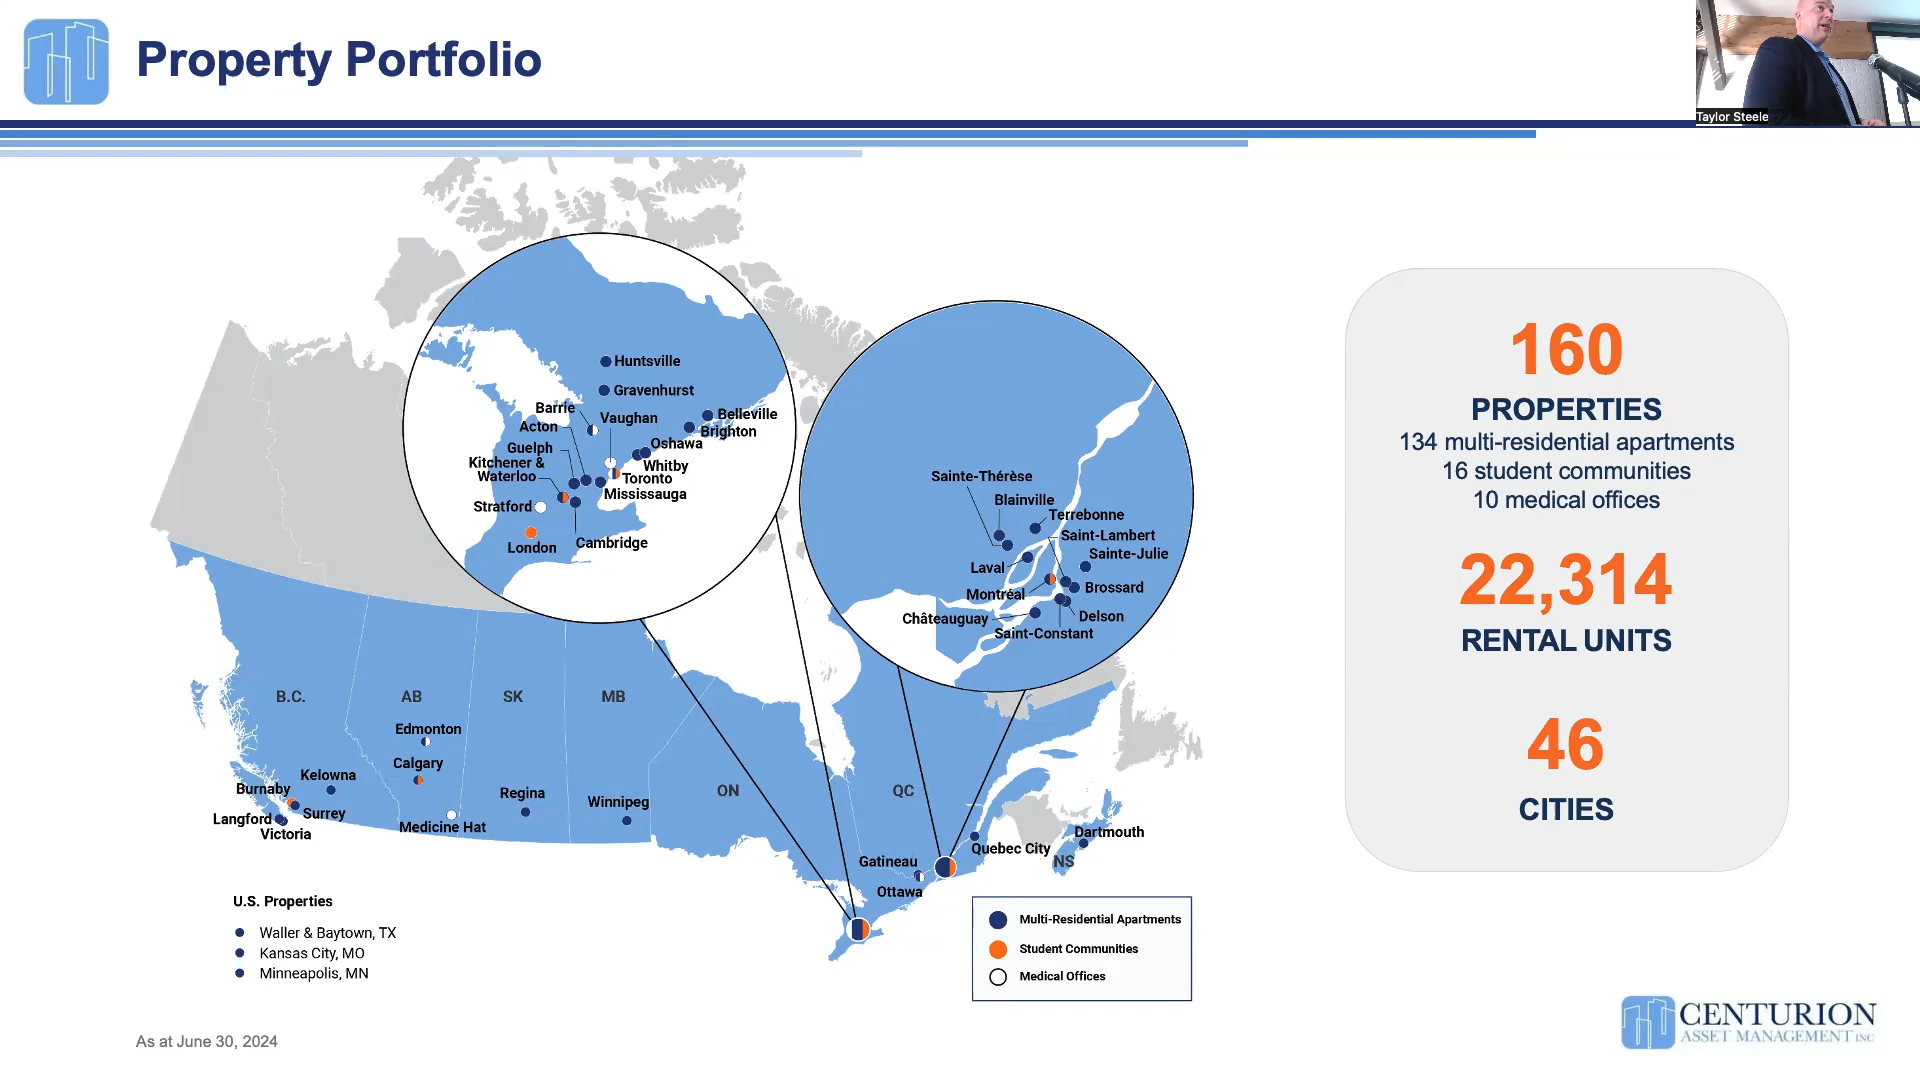 Property Portfolio
Taylor Steele
Huntsville
Gravenhurst
Barrie
Vaughan
Belleville
Acton
Brighton
Guelph
Oshawa
Kitchener &
Waterloo
Whitby
Toronto
Mississauga
Stratford
London
Cambridge
Sainte-Thérèse
Blainville
Terrebonne
Saint-Lambert
Sainte-Julie
Laval
Montréal
Brossard
Châteauguay
Delson
Saint-Constant
B.C.
AB
SK
MB
ON
QC
NS
Edmonton
Calgary
Kelowna
Burnaby
Surrey
Langford
Victoria
Medicine Hat
Regina
Winnipeg
Gatineau
Ottawa
Quebec City
Dartmouth
U.S. Properties
Waller & Baytown, TX
Kansas City, MO
Minneapolis, MN
Multi-Residential Apartments
Student Communities
Medical Offices
160
PROPERTIES
134 multi-residential apartments
16 student communities
10 medical offices
22,314
RENTAL UNITS
46
CITIES
As at June 30, 2024
CENTURION
ASSET MANAGEMENT INC